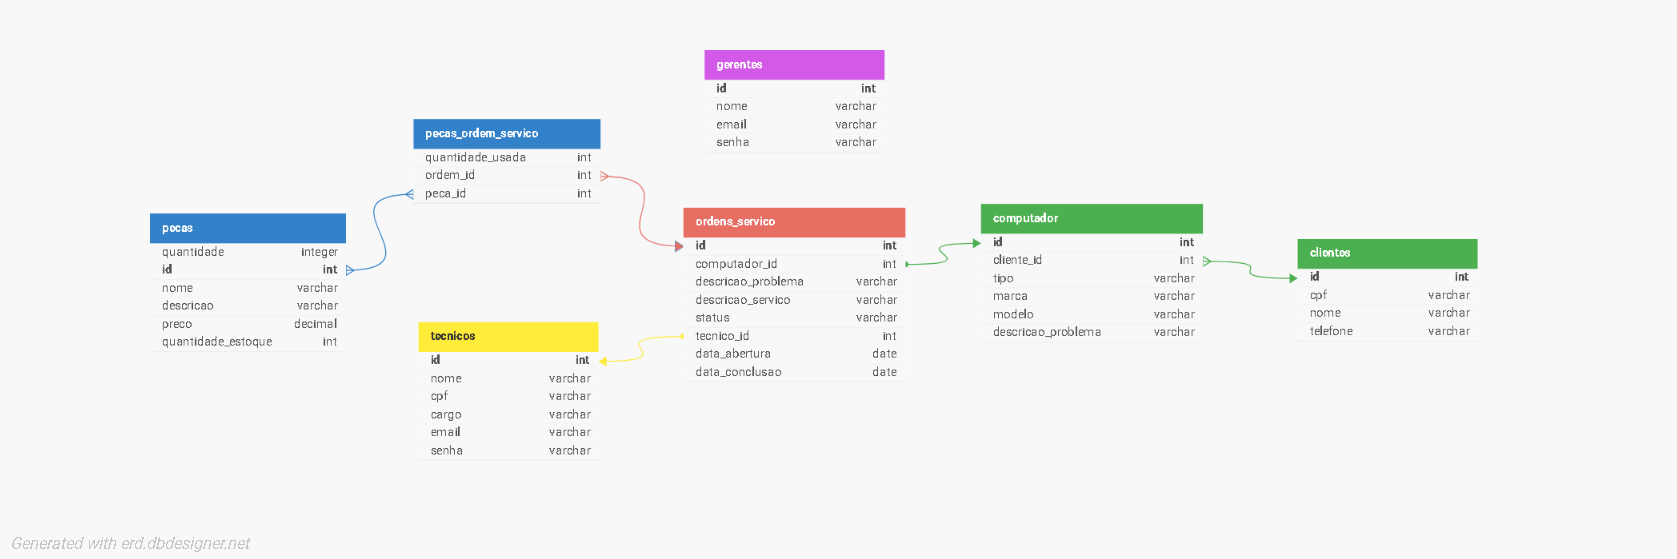 gerentes
id int
nome varchar
email varchar
senha varchar
pecas_ordem_servico
quantidade_usada int
ordem_id int
peca_id int
pecas
quantidade integer
id int
nome varchar
descricao varchar
preco decimal
quantidade_estoque int
ordens_servico
id int
computador_id int
descricao_problema varchar
descricao_servico varchar
status varchar
tecnico_id int
data_abertura date
data_conclusao date
computador
id int
cliente_id int
tipo varchar
marca varchar
modelo varchar
descricao_problema varchar
clientes
id int
cpf varchar
nome varchar
telefone varchar
tecnicos
id int
nome varchar
cpf varchar
cargo varchar
email varchar
senha varchar
Generated with erd.dbdesigner.net